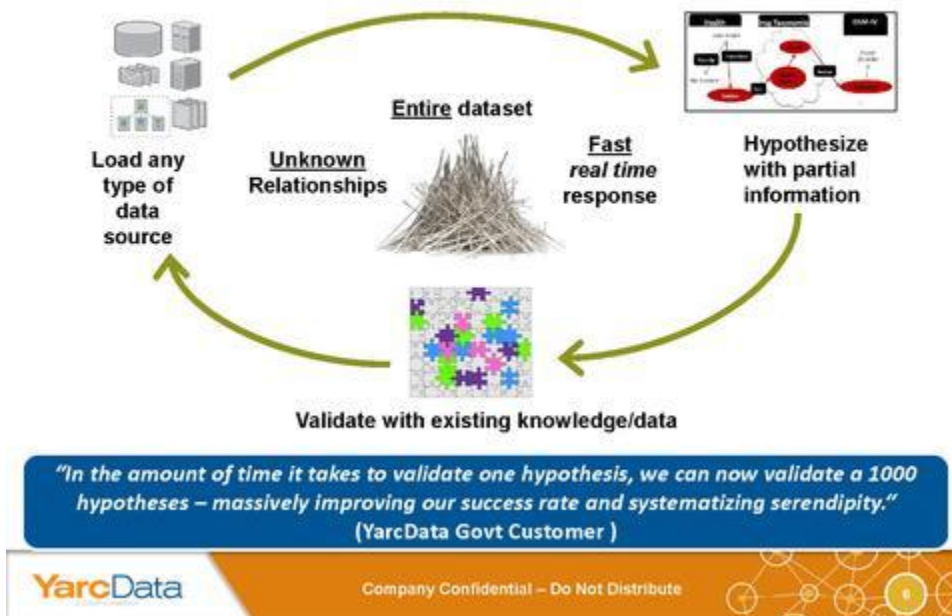 Entire dataset
Load any
type of
data
source
Unknown
Relationships
Fast
real time
response
Hypothesize
with partial
information
Validate with existing knowledge/data
“In the amount of time it takes to validate one hypothesis, we can now validate a 1000
hypotheses – massively improving our success rate and systematizing serendipity.“
(YarcData Govt Customer )
YarcData
Company Confidential – Do Not Distribute
6